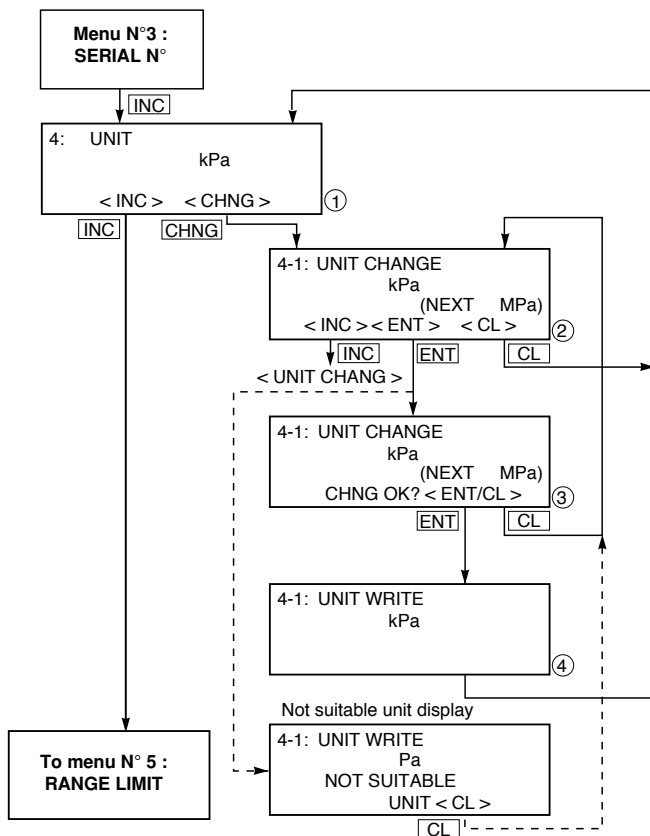 Menu N°3 :
SERIAL N°
INC
4: UNIT
kPa
< INC > < CHNG >
1
INC CHNG
4-1: UNIT CHANGE
kPa
(NEXT MPa)
< INC > < ENT > < CL >
2
INC ENT CL
< UNIT CHANG >
4-1: UNIT CHANGE
kPa
(NEXT MPa)
CHNG OK? < ENT/CL >
3
ENT CL
4-1: UNIT WRITE
kPa
4
Not suitable unit display
4-1: UNIT WRITE
Pa
NOT SUITABLE
UNIT < CL >
CL
To menu N° 5 :
RANGE LIMIT